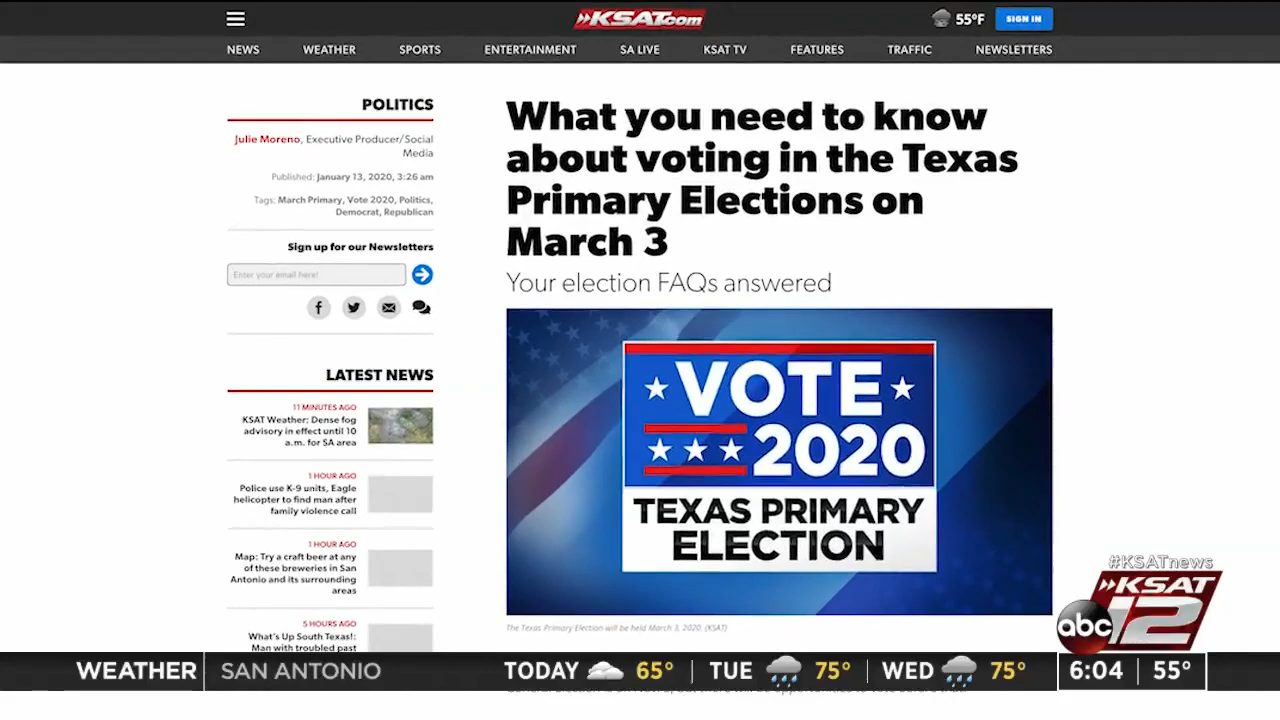 KSAT.com
55°F
SIGN IN
NEWS
WEATHER
SPORTS
ENTERTAINMENT
SA LIVE
KSAT TV
FEATURES
TRAFFIC
NEWSLETTERS
POLITICS
Julie Moreno, Executive Producer/Social
Media
Published: January 13, 2020, 3:26 am
Tags: March Primary, Vote 2020, Politics,
Democrat, Republican
Sign up for our Newsletters
Enter your email here!
LATEST NEWS
11 MINUTES AGO
KSAT Weather: Dense fog
advisory in effect until 10
a.m. for SA area
1 HOUR AGO
Police use K-9 units, Eagle
helicopter to find man after
family violence call
1 HOUR AGO
Map: Try a craft beer at any
of these breweries in San
Antonio and its surrounding
areas
5 HOURS AGO
What's Up South Texas!:
Man with troubled past
What you need to know
about voting in the Texas
Primary Elections on
March 3
Your election FAQs answered
VOTE
2020
TEXAS PRIMARY
ELECTION
The Texas Primary Election will be held March 3, 2020. (KSAT)
#KSATnews
KSAT
abc 12
WEATHER SAN ANTONIO TODAY 65° TUE 75° WED 75° 6:04 55°